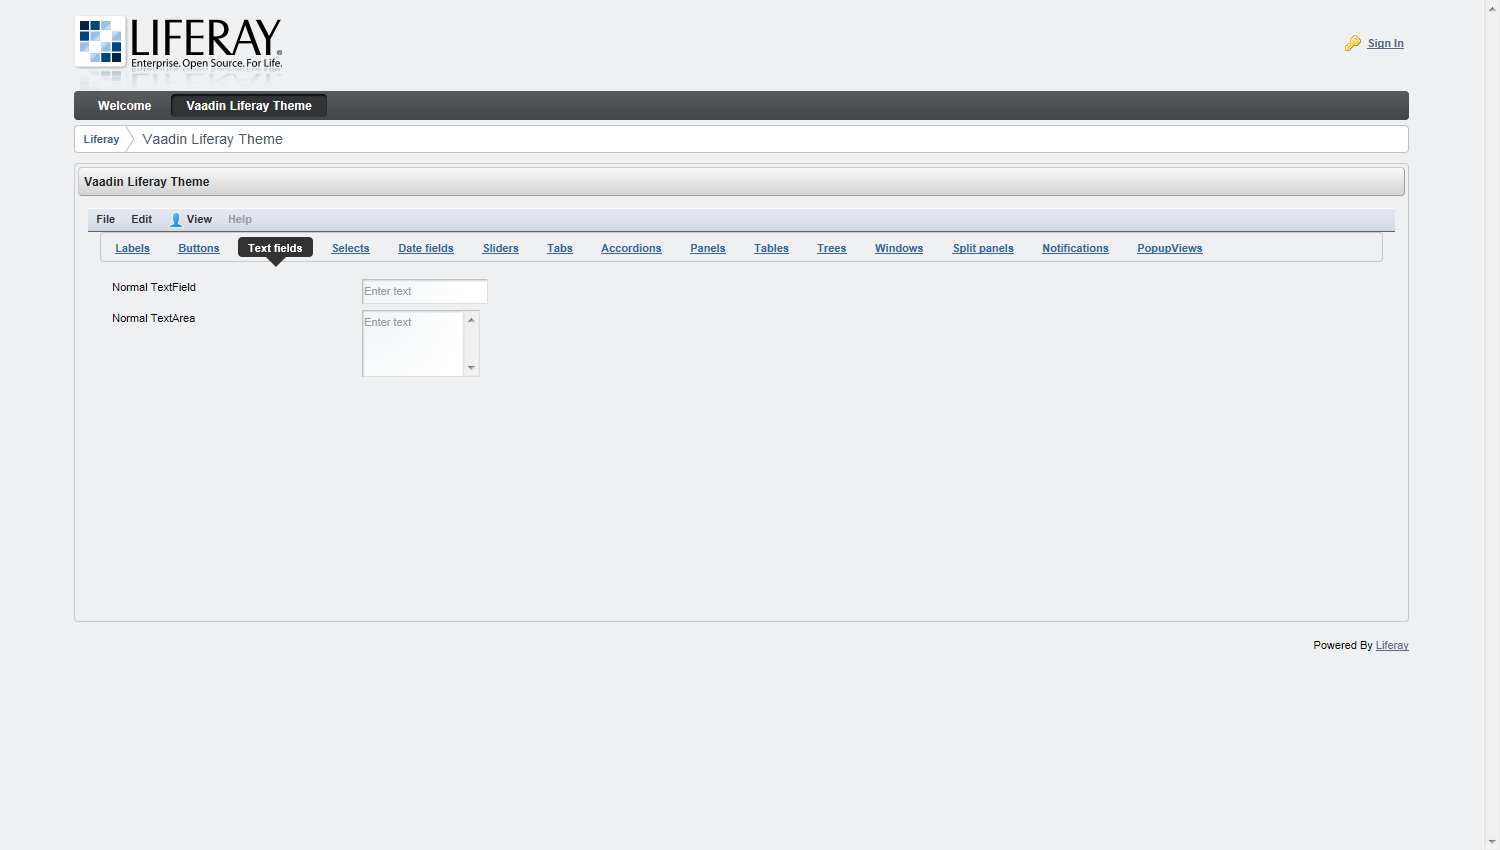 LIFERAY®
Enterprise. Open Source. For Life.
Sign In
Welcome Vaadin Liferay Theme
Liferay Vaadin Liferay Theme
Vaadin Liferay Theme
File Edit View Help
Labels Buttons Text fields Selects Date fields Sliders Tabs Accordions Panels Tables Trees Windows Split panels Notifications PopupViews
Normal TextField Enter text
Normal TextArea Enter text
Powered By Liferay